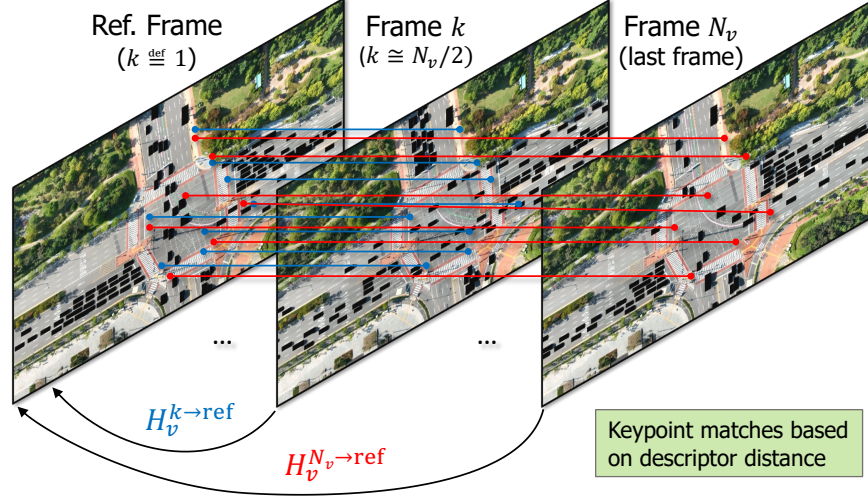 Ref. Frame
(k ≝ 1)
Frame k
(k ≅ N_v/2)
Frame N_v
(last frame)
...
...
H_v^{k→ref}
H_v^{N_v→ref}
Keypoint matches based
on descriptor distance